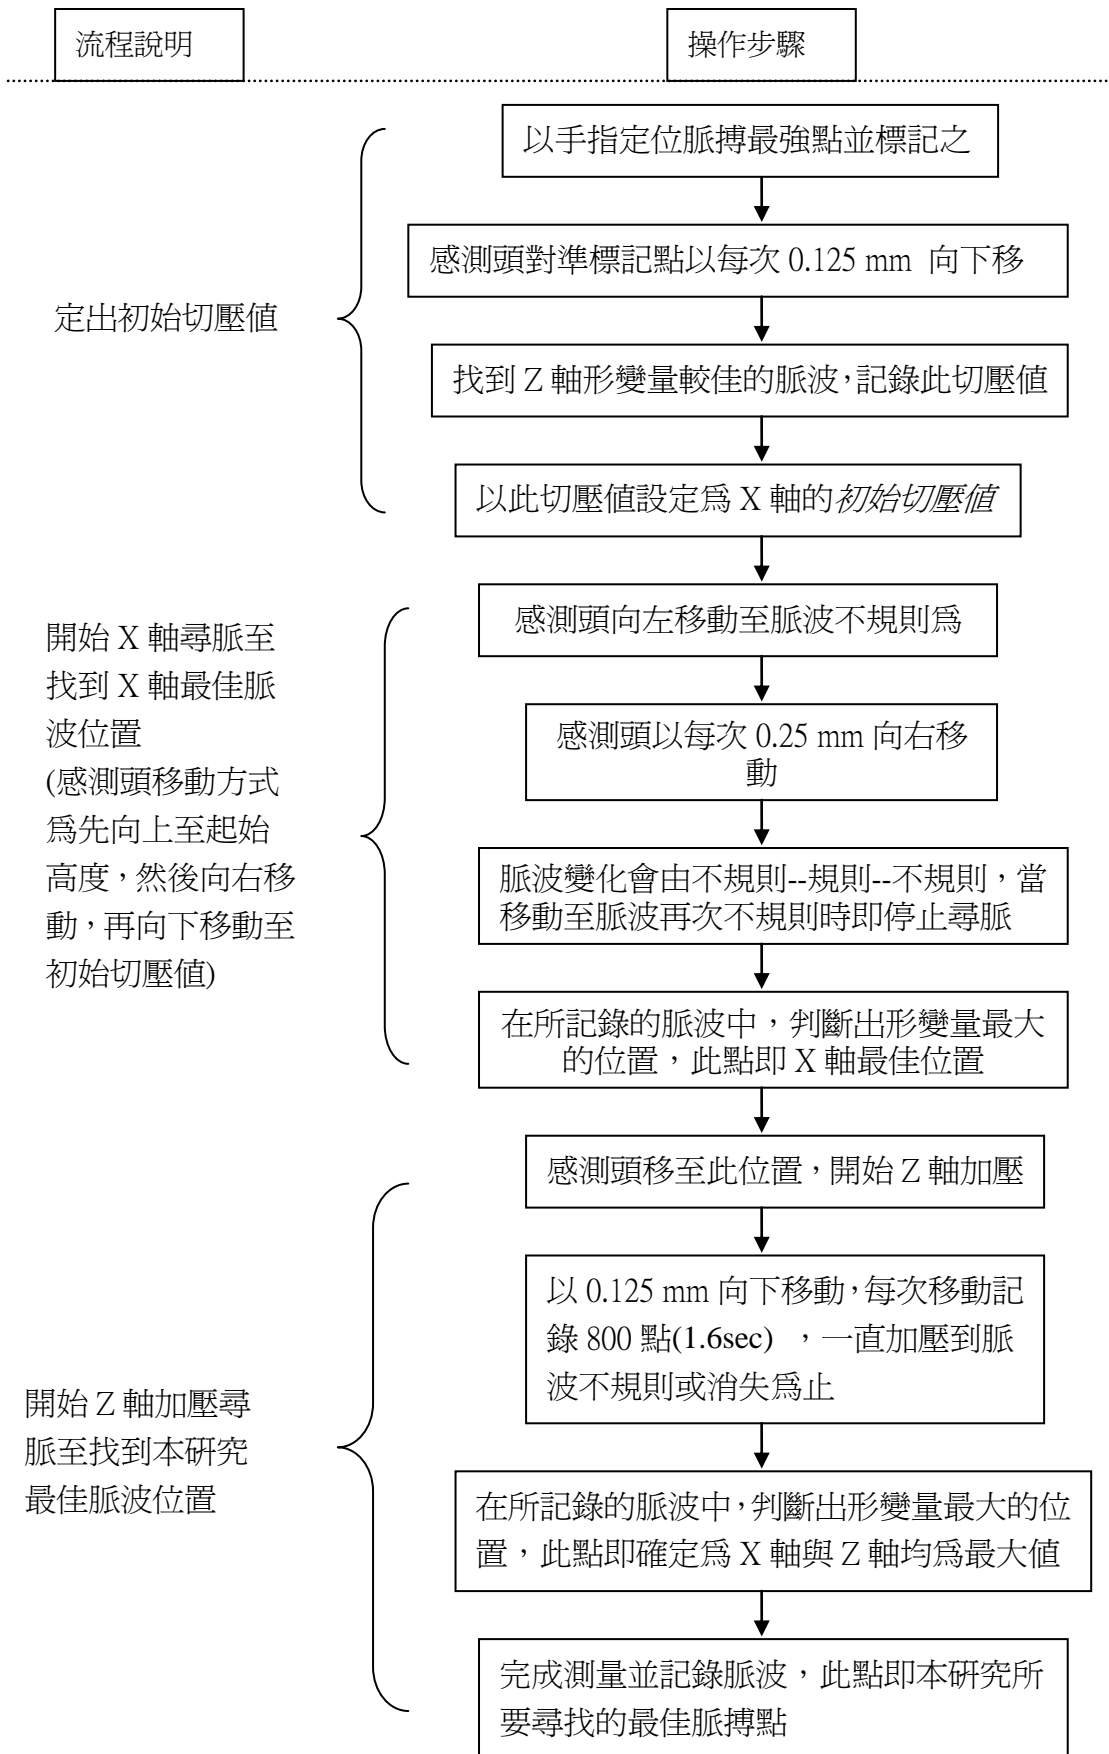 流程說明
操作步驟
以手指定位脈搏最強點並標記之
感測頭對準標記點以每次 0.125 mm 向下移
找到 Z 軸形變量較佳的脈波,記錄此切壓值
以此切壓值設定為 X 軸的初始切壓值
定出初始切壓值
感測頭向左移動至脈波不規則為
感測頭以每次 0.25 mm 向右移
動
脈波變化會由不規則--規則--不規則,當
移動至脈波再次不規則時即停止尋脈
在所記錄的脈波中,判斷出形變量最大
的位置,此點即 X 軸最佳位置
開始 X 軸尋脈至
找到 X 軸最佳脈
波位置
(感測頭移動方式
為先向上至起始
高度,然後向右移
動,再向下移動至
初始切壓值)
感測頭移至此位置,開始 Z 軸加壓
以 0.125 mm 向下移動,每次移動記
錄 800 點(1.6sec) ,一直加壓到脈
波不規則或消失為止
在所記錄的脈波中,判斷出形變量最大的位
置,此點即確定為 X 軸與 Z 軸均為最大值
完成測量並記錄脈波,此點即本研究所
要尋找的最佳脈搏點
開始 Z 軸加壓尋
脈至找到本研究
最佳脈波位置